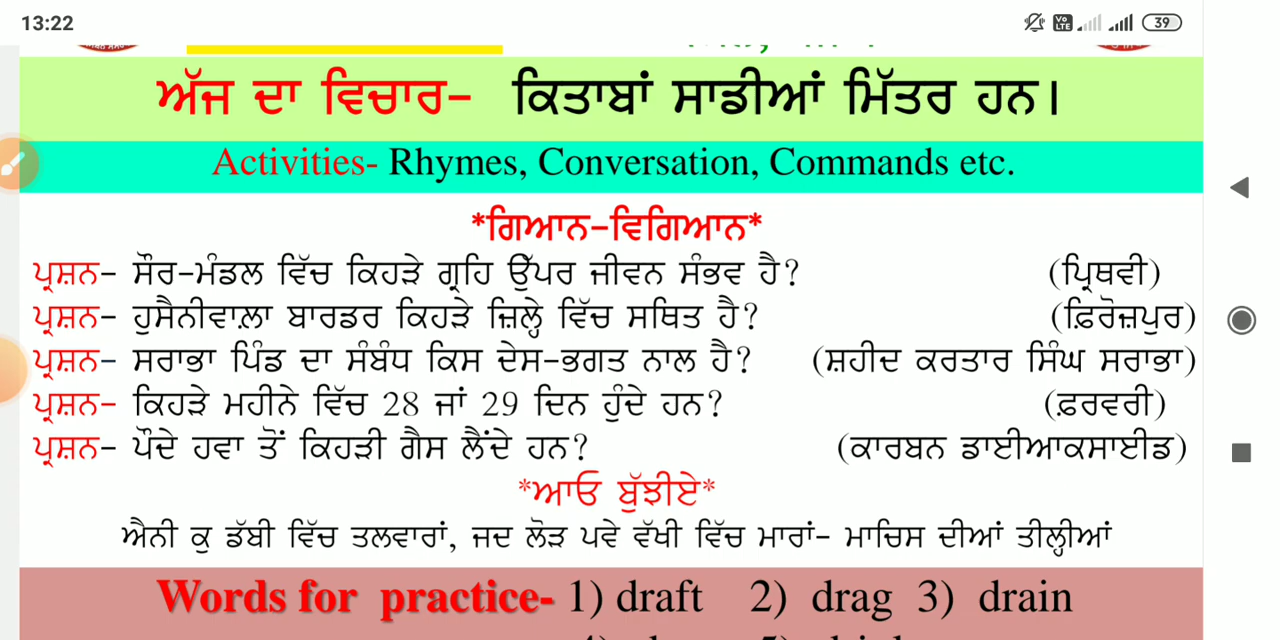 13:22
Vo LTE 39
ਅੱਜ ਦਾ ਵਿਚਾਰ- ਕਿਤਾਬਾਂ ਸਾਡੀਆਂ ਮਿੱਤਰ ਹਨ।
Activities- Rhymes, Conversation, Commands etc.
*ਗਿਆਨ-ਵਿਗਿਆਨ*
ਪ੍ਰਸ਼ਨ- ਸੌਰ-ਮੰਡਲ ਵਿੱਚ ਕਿਹੜੇ ਗ੍ਰਹਿ ਉੱਪਰ ਜੀਵਨ ਸੰਭਵ ਹੈ? (ਪ੍ਰਿਥਵੀ)
ਪ੍ਰਸ਼ਨ- ਹੁਸੈਨੀਵਾਲਾ ਬਾਰਡਰ ਕਿਹੜੇ ਜ਼ਿਲ੍ਹੇ ਵਿੱਚ ਸਥਿਤ ਹੈ? (ਫ਼ਿਰੋਜ਼ਪੁਰ)
ਪ੍ਰਸ਼ਨ- ਸਰਾਭਾ ਪਿੰਡ ਦਾ ਸੰਬੰਧ ਕਿਸ ਦੇਸ-ਭਗਤ ਨਾਲ ਹੈ? (ਸ਼ਹੀਦ ਕਰਤਾਰ ਸਿੰਘ ਸਰਾਭਾ)
ਪ੍ਰਸ਼ਨ- ਕਿਹੜੇ ਮਹੀਨੇ ਵਿੱਚ 28 ਜਾਂ 29 ਦਿਨ ਹੁੰਦੇ ਹਨ? (ਫ਼ਰਵਰੀ)
ਪ੍ਰਸ਼ਨ- ਪੌਦੇ ਹਵਾ ਤੋਂ ਕਿਹੜੀ ਗੈਸ ਲੈਂਦੇ ਹਨ? (ਕਾਰਬਨ ਡਾਈਆਕਸਾਈਡ)
*ਆਓ ਬੁੱਝੀਏ*
ਐਨੀ ਕੁ ਡੱਬੀ ਵਿੱਚ ਤਲਵਾਰਾਂ, ਜਦ ਲੋੜ ਪਵੇ ਵੱਖੀ ਵਿੱਚ ਮਾਰਾਂ- ਮਾਚਿਸ ਦੀਆਂ ਤੀਲ੍ਹੀਆਂ
Words for practice- 1) draft 2) drag 3) drain